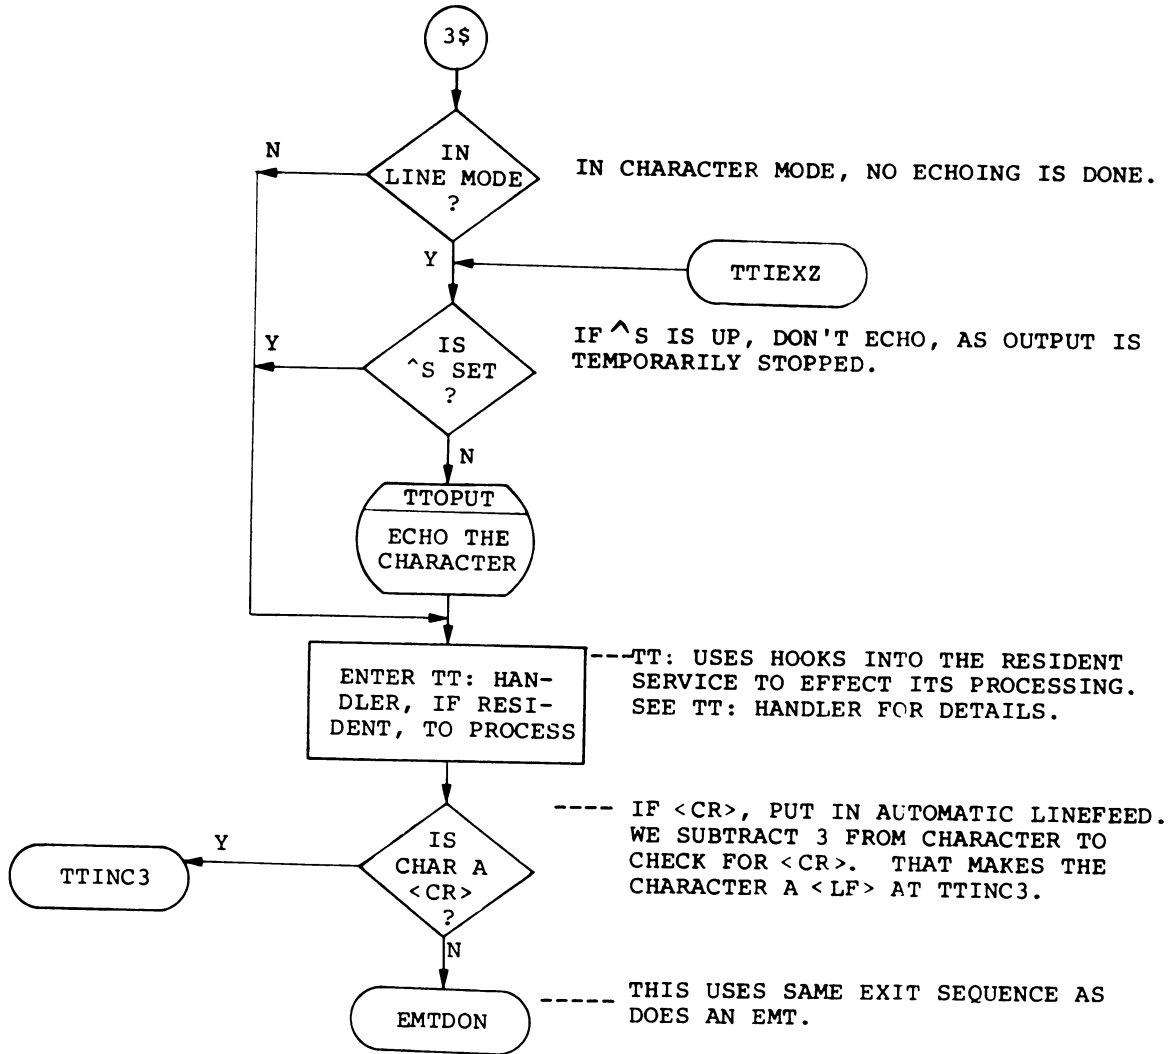 3$
N
IN
LINE MODE
?
IN CHARACTER MODE, NO ECHOING IS DONE.
Y
TTIEXZ
Y
IS
^S SET
?
IF ^S IS UP, DON'T ECHO, AS OUTPUT IS
TEMPORARILY STOPPED.
N
TTOPUT
ECHO THE
CHARACTER
ENTER TT: HAN-
DLER, IF RESI-
DENT, TO PROCESS
---TT: USES HOOKS INTO THE RESIDENT
SERVICE TO EFFECT ITS PROCESSING.
SEE TT: HANDLER FOR DETAILS.
Y
TTINC3
IS
CHAR A
<CR>
?
---- IF <CR>, PUT IN AUTOMATIC LINEFEED.
WE SUBTRACT 3 FROM CHARACTER TO
CHECK FOR <CR>. THAT MAKES THE
CHARACTER A <LF> AT TTINC3.
N
EMTDON
----- THIS USES SAME EXIT SEQUENCE AS
DOES AN EMT.